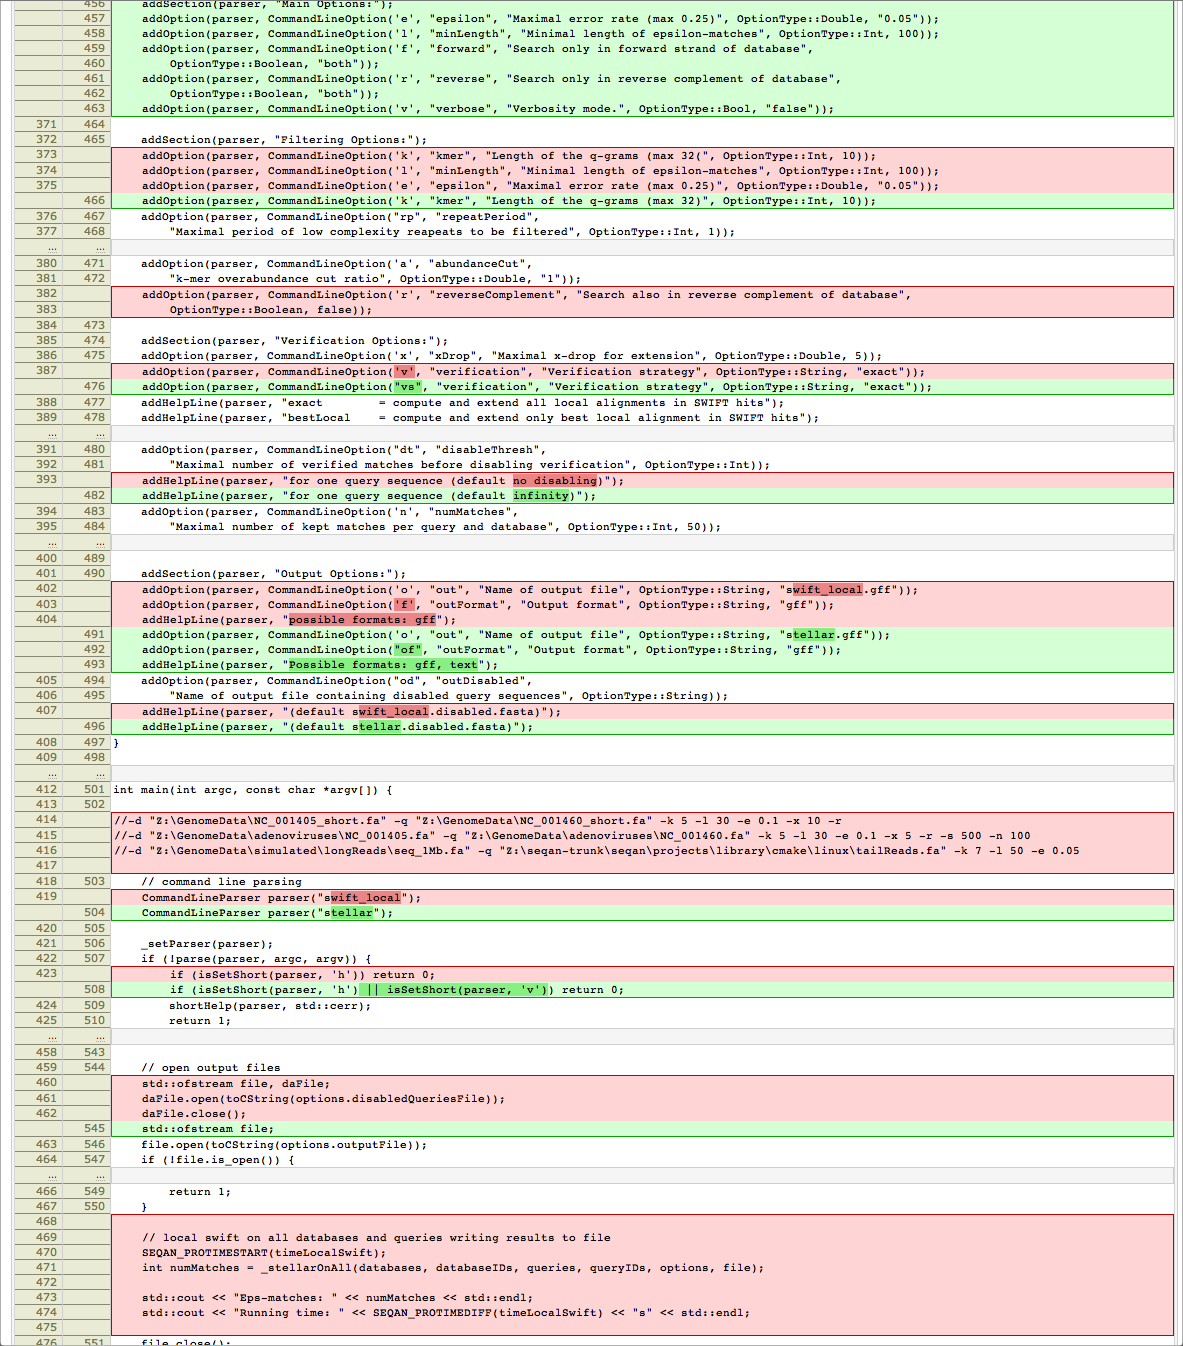 456 addSection(parser, "Main Options:");
457 addOption(parser, CommandLineOption('e', "epsilon", "Maximal error rate (max 0.25)", OptionType::Double, "0.05"));
458 addOption(parser, CommandLineOption('l', "minLength", "Minimal length of epsilon-matches", OptionType::Int, 100));
459 addOption(parser, CommandLineOption('f', "forward", "Search only in forward strand of database",
460 OptionType::Boolean, "both"));
461 addOption(parser, CommandLineOption('r', "reverse", "Search only in reverse complement of database",
462 OptionType::Boolean, "both"));
463 addOption(parser, CommandLineOption('v', "verbose", "Verbosity mode.", OptionType::Bool, "false"));
371 464
372 465 addSection(parser, "Filtering Options:");
373 addOption(parser, CommandLineOption('k', "kmer", "Length of the q-grams (max 32(", OptionType::Int, 10));
374 addOption(parser, CommandLineOption('l', "minLength", "Minimal length of epsilon-matches", OptionType::Int, 100));
375 addOption(parser, CommandLineOption('e', "epsilon", "Maximal error rate (max 0.25)", OptionType::Double, "0.05"));
466 addOption(parser, CommandLineOption('k', "kmer", "Length of the q-grams (max 32)", OptionType::Int, 10));
376 467 addOption(parser, CommandLineOption("rp", "repeatPeriod",
377 468 "Maximal period of low complexity reapeats to be filtered", OptionType::Int, 1));
... ...
380 471 addOption(parser, CommandLineOption('a', "abundanceCut",
381 472 "k-mer overabundance cut ratio", OptionType::Double, "1"));
382 addOption(parser, CommandLineOption('r', "reverseComplement", "Search also in reverse complement of database",
383 OptionType::Boolean, false));
384 473
385 474 addSection(parser, "Verification Options:");
386 475 addOption(parser, CommandLineOption('x', "xDrop", "Maximal x-drop for extension", OptionType::Double, 5));
387 addOption(parser, CommandLineOption('v', "verification", "Verification strategy", OptionType::String, "exact"));
476 addOption(parser, CommandLineOption("vs", "verification", "Verification strategy", OptionType::String, "exact"));
388 477 addHelpLine(parser, "exact        = compute and extend all local alignments in SWIFT hits");
389 478 addHelpLine(parser, "bestLocal    = compute and extend only best local alignment in SWIFT hits");
... ...
391 480 addOption(parser, CommandLineOption("dt", "disableThresh",
392 481 "Maximal number of verified matches before disabling verification", OptionType::Int));
393 addHelpLine(parser, "for one query sequence (default no disabling)");
482 addHelpLine(parser, "for one query sequence (default infinity)");
394 483 addOption(parser, CommandLineOption('n', "numMatches",
395 484 "Maximal number of kept matches per query and database", OptionType::Int, 50));
... ...
400 489
401 490 addSection(parser, "Output Options:");
402 addOption(parser, CommandLineOption('o', "out", "Name of output file", OptionType::String, "swift_local.gff"));
403 addOption(parser, CommandLineOption('f', "outFormat", "Output format", OptionType::String, "gff"));
404 addHelpLine(parser, "possible formats: gff");
491 addOption(parser, CommandLineOption('o', "out", "Name of output file", OptionType::String, "stellar.gff"));
492 addOption(parser, CommandLineOption("of", "outFormat", "Output format", OptionType::String, "gff"));
493 addHelpLine(parser, "Possible formats: gff, text");
405 494 addOption(parser, CommandLineOption("od", "outDisabled",
406 495 "Name of output file containing disabled query sequences", OptionType::String));
407 addHelpLine(parser, "(default swift_local.disabled.fasta)");
496 addHelpLine(parser, "(default stellar.disabled.fasta)");
408 497 }
409 498
... ...
412 501 int main(int argc, const char *argv[]) {
413 502
414 //-d "Z:\GenomeData\NC_001405_short.fa" -q "Z:\GenomeData\NC_001460_short.fa" -k 5 -l 30 -e 0.1 -x 10 -r
415 //-d "Z:\GenomeData\adenoviruses\NC_001405.fa" -q "Z:\GenomeData\adenoviruses\NC_001460.fa" -k 5 -l 30 -e 0.1 -x 5 -r -s 500 -n 100
416 //-d "Z:\GenomeData\simulated\longReads\seq_1Mb.fa" -q "Z:\seqan-trunk\seqan\projects\library\cmake\linux\tailReads.fa" -k 7 -l 50 -e 0.05
417
418 503 // command line parsing
419 CommandLineParser parser("swift_local");
504 CommandLineParser parser("stellar");
420 505
421 506 _setParser(parser);
422 507 if (!parse(parser, argc, argv)) {
423 if (isSetShort(parser, 'h')) return 0;
508 if (isSetShort(parser, 'h') || isSetShort(parser, 'v')) return 0;
424 509 shortHelp(parser, std::cerr);
425 510 return 1;
... ...
458 543
459 544 // open output files
460 std::ofstream file, daFile;
461 daFile.open(toCString(options.disabledQueriesFile));
462 daFile.close();
545 std::ofstream file;
463 546 file.open(toCString(options.outputFile));
464 547 if (!file.is_open()) {
... ...
466 549 return 1;
467 550 }
468
469 // local swift on all databases and queries writing results to file
470 SEQAN_PROTIMESTART(timeLocalSwift);
471 int numMatches = _stellarOnAll(databases, databaseIDs, queries, queryIDs, options, file);
472
473 std::cout << "Eps-matches: " << numMatches << std::endl;
474 std::cout << "Running time: " << SEQAN_PROTIMEDIFF(timeLocalSwift) << "s" << std::endl;
475
476 551 file.close();